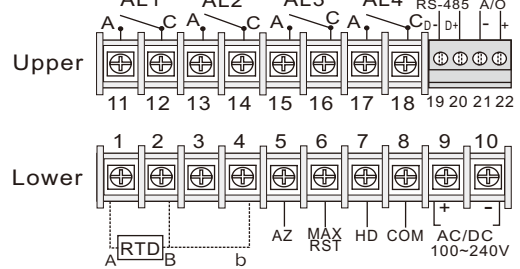 AL1 AL2 AL3 AL4 RS-485 A/O
A C A C A C A C D- D+ - +
Upper
11 12 13 14 15 16 17 18 19 20 21 22
1 2 3 4 5 6 7 8 9 10
Lower
AZ MAX RST HD COM + -
A RTD B b AC/DC
100~240V